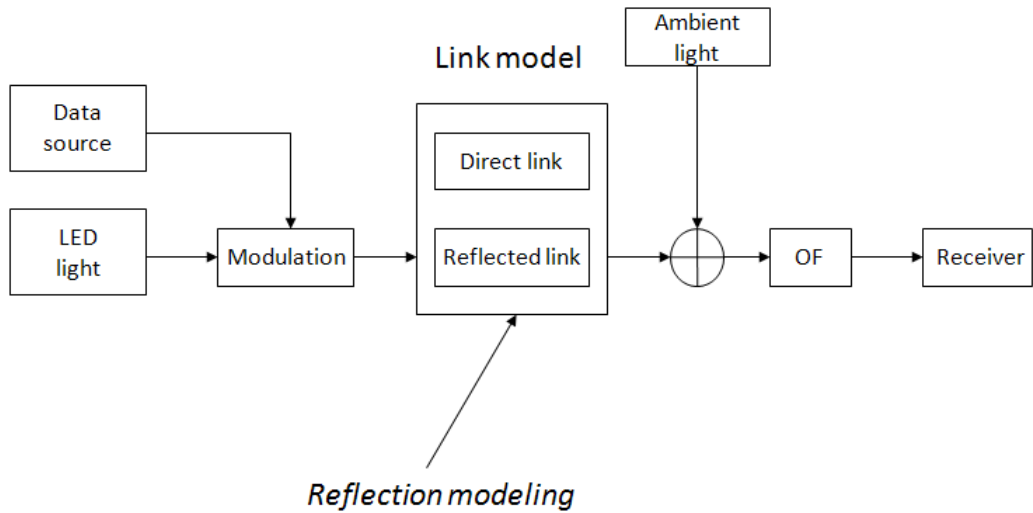 Ambient
light
Link model
Data
source
Direct link
LED
light
Modulation
Reflected link
OF
Receiver
Reflection modeling